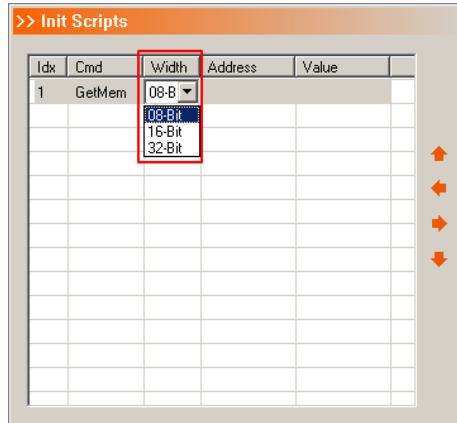 >> Init Scripts
Idx Cmd Width Address Value
1 GetMem 08-B
08-Bit
16-Bit
32-Bit